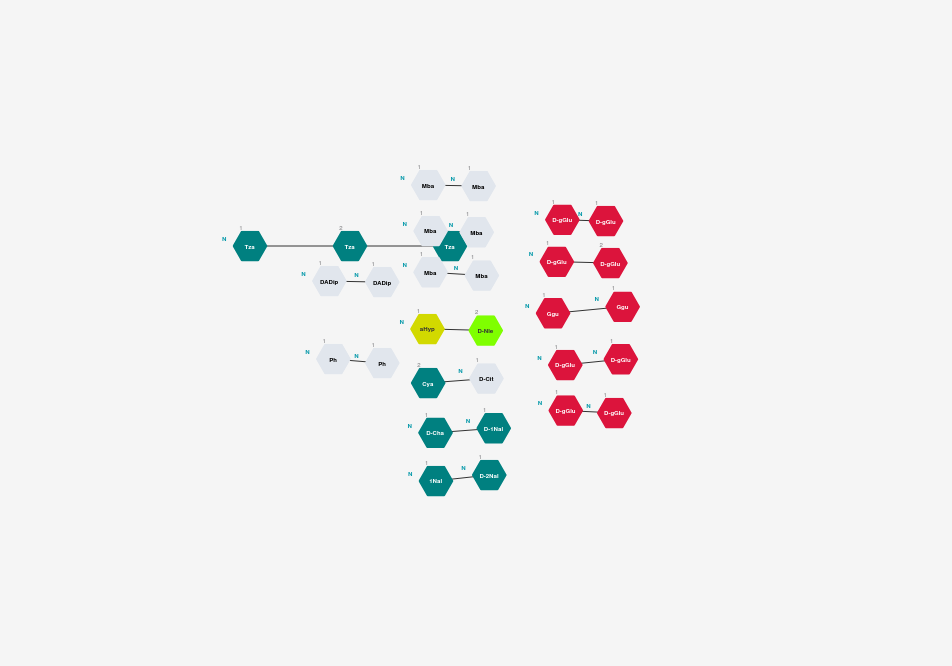 1 1
N Mba N Mba
1 1
N Mba N Mba
1 2
N Tza Tza Tza
1 1
N Mba N Mba
1 1
N DADip N DADip
1 2
N aHyp D-Nle
1 1
N Ph N Ph
2 1
Cya N D-Cit
1 1
N D-Cha N D-1Nal
1 1
N 1Nal N D-2Nal
1 1
N D-gGlu N D-gGlu
1 2
N D-gGlu D-gGlu
1 1
N Ggu N Ggu
1 1
N D-gGlu N D-gGlu
1 1
N D-gGlu N D-gGlu